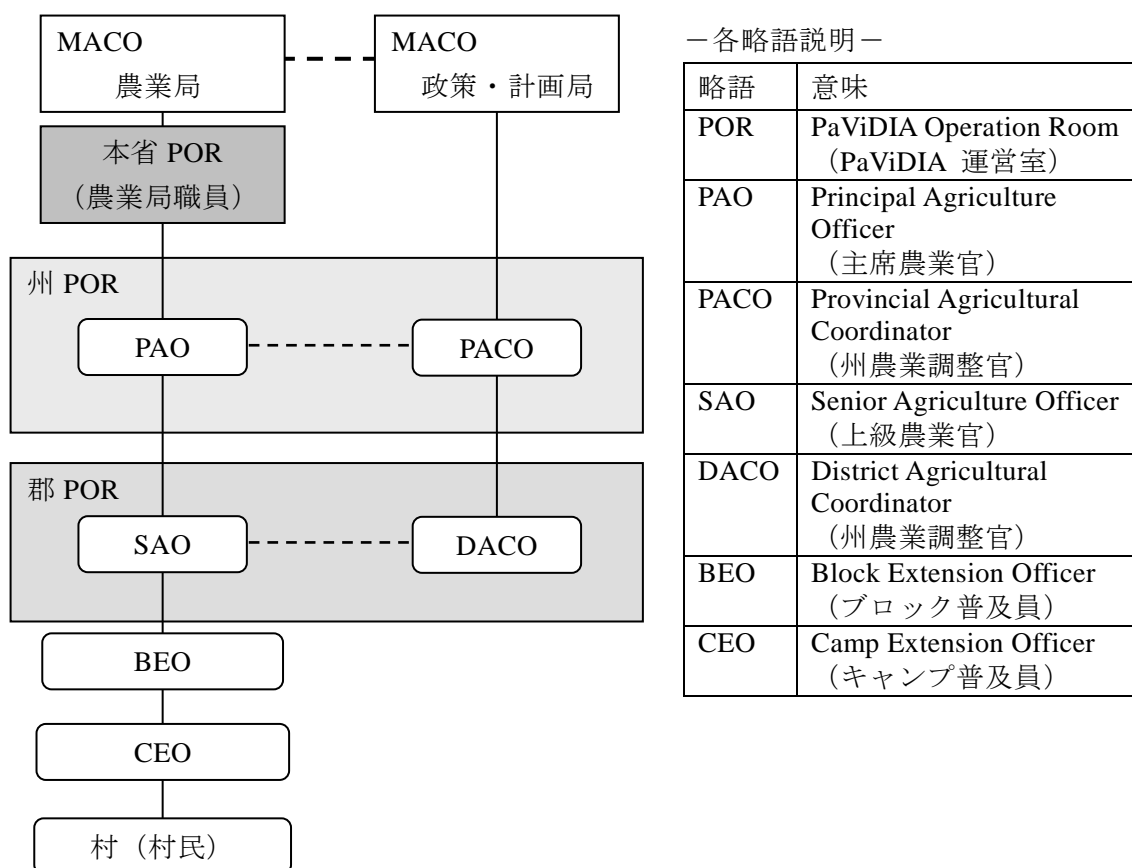 MACO
農業局
MACO
政策・計画局
本省 POR
（農業局職員）
州 POR
PAO
PACO
郡 POR
SAO
DACO
BEO
CEO
村（村民）
－各略語説明－
略語 意味
POR PaViDIA Operation Room
（PaViDIA 運営室）
PAO Principal Agriculture
Officer
（主席農業官）
PACO Provincial Agricultural
Coordinator
（州農業調整官）
SAO Senior Agriculture Officer
（上級農業官）
DACO District Agricultural
Coordinator
（州農業調整官）
BEO Block Extension Officer
（ブロック普及員）
CEO Camp Extension Officer
（キャンプ普及員）